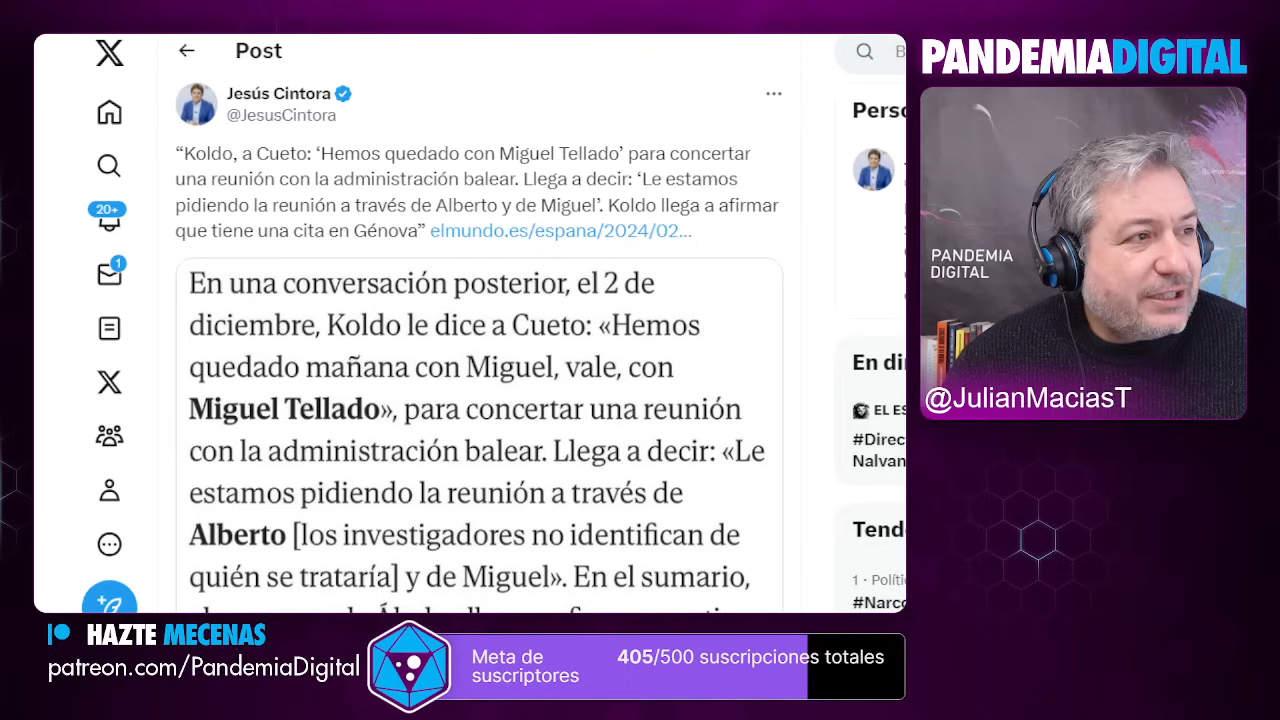 Post
Jesús Cintora
@JesusCintora
“Koldo, a Cueto: ‘Hemos quedado con Miguel Tellado’ para concertar
una reunión con la administración balear. Llega a decir: ‘Le estamos
pidiendo la reunión a través de Alberto y de Miguel’. Koldo llega a afirmar
que tiene una cita en Génova” elmundo.es/espana/2024/02...
En una conversación posterior, el 2 de
diciembre, Koldo le dice a Cueto: «Hemos
quedado mañana con Miguel, vale, con
Miguel Tellado», para concertar una reunión
con la administración balear. Llega a decir: «Le
estamos pidiendo la reunión a través de
Alberto [los investigadores no identifican de
quién se trataría] y de Miguel». En el sumario,
20+
1
B
Perso
En di
EL ES
#Direc
Nalvan
Tend
1 · Polític
#Narco
PANDEMIADIGITAL
PANDEMIA
DIGITAL
@JulianMaciasT
HAZTE MECENAS
patreon.com/PandemiaDigital
Meta de
suscriptores
405/500 suscripciones totales